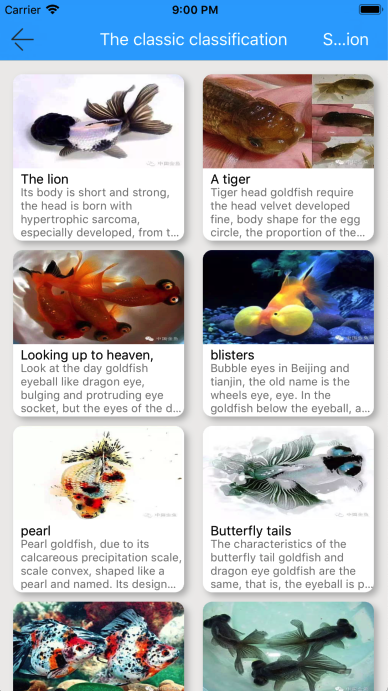 Carrier 9:00 PM
The classic classification S...ion
The lion
Its body is short and strong,
the head is born with
hypertrophic sarcoma,
especially developed, from t...
A tiger
Tiger head goldfish require
the head velvet developed
fine, body shape for the egg
circle, the proportion of the...
Looking up to heaven,
Look at the day goldfish
eyeball like dragon eye,
bulging and protruding eye
socket, but the eyes of the d...
blisters
Bubble eyes in Beijing and
tianjin, the old name is the
wheels eye, eye. In the
goldfish below the eyeball, a...
pearl
Pearl goldfish, due to its
calcareous precipitation scale,
scale convex, shaped like a
pearl and named. Its design...
Butterfly tails
The characteristics of the
butterfly tail goldfish and
dragon eye goldfish are the
same, that is, the eyeball is p...